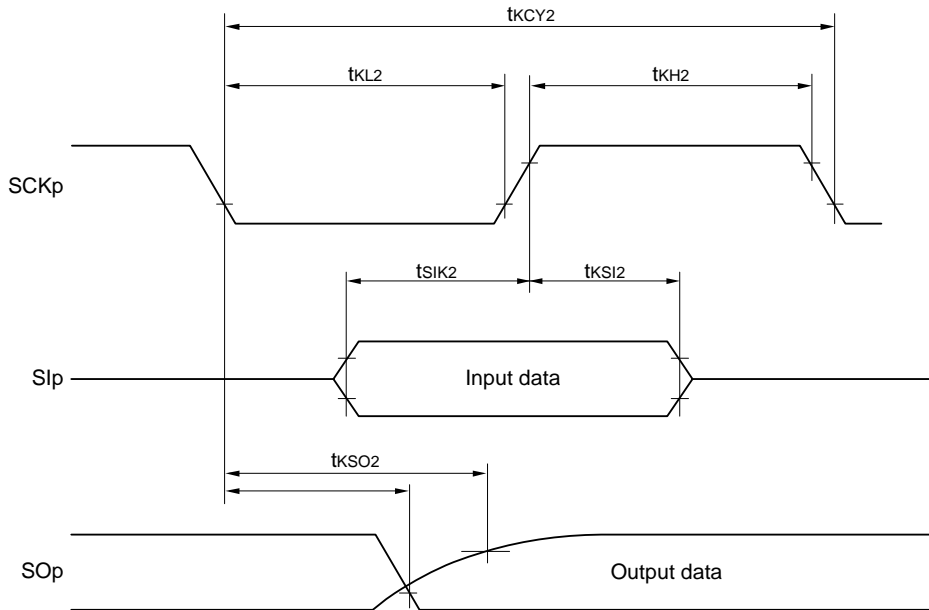 tKCY2
tKL2
tKH2
SCKp
tSIK2
tKSI2
SIp
Input data
tKSO2
SOp
Output data